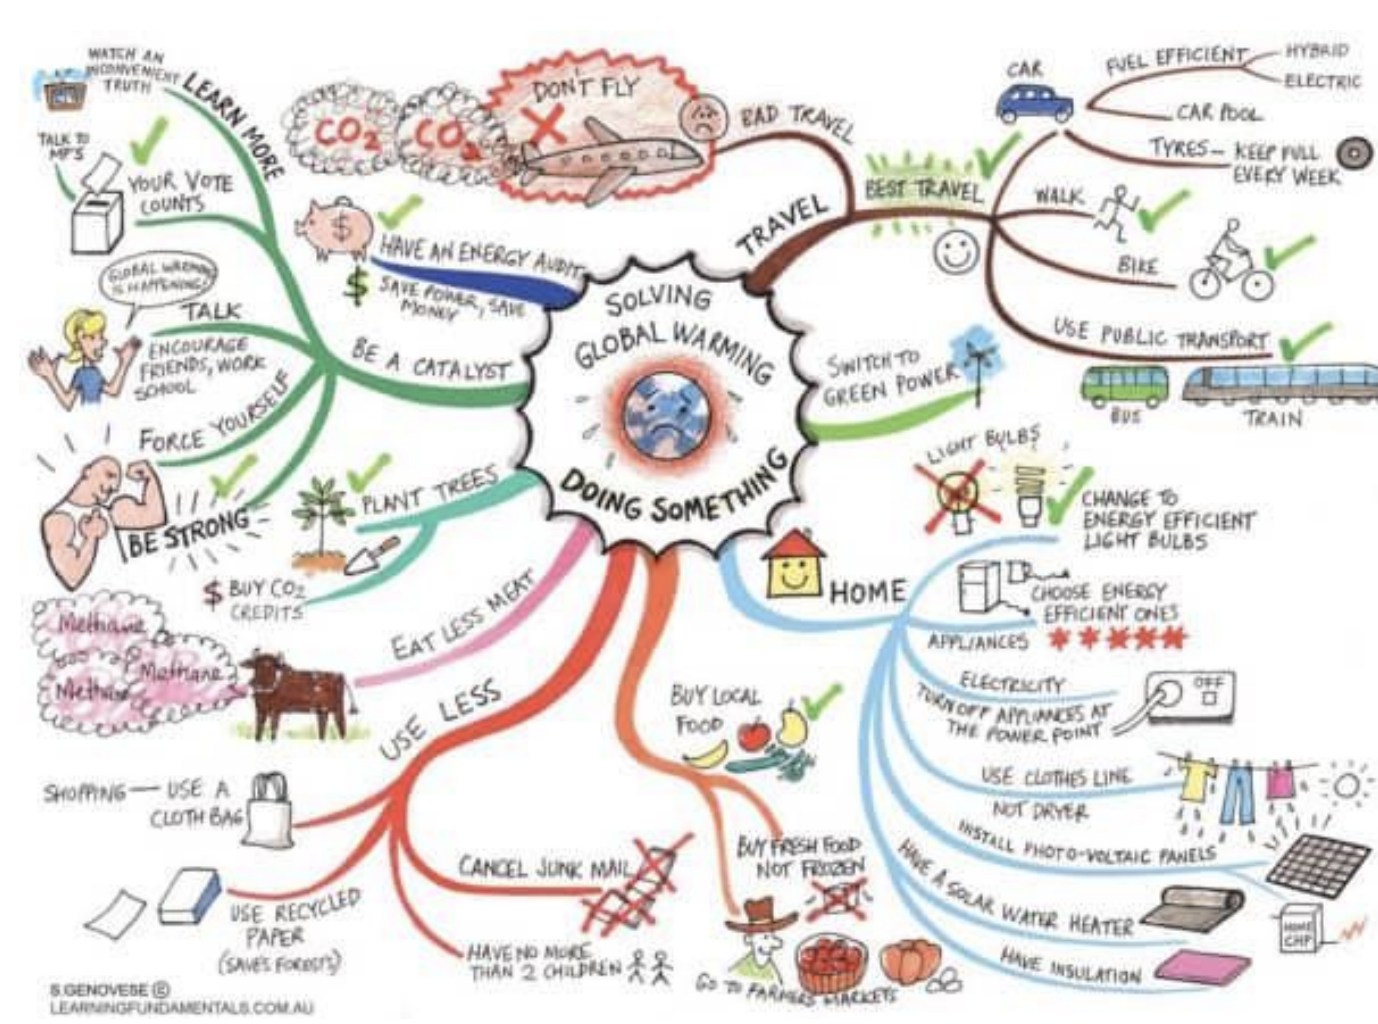 SOLVING
GLOBAL WARMING
DOING SOMETHING
TRAVEL
BAD TRAVEL
DON'T FLY
CO2
CO2
BEST TRAVEL
CAR
FUEL EFFICIENT
HYBRID
ELECTRIC
CAR POOL
TYRES - KEEP FULL
EVERY WEEK
WALK
BIKE
USE PUBLIC TRANSPORT
BUS
TRAIN
SWITCH TO
GREEN POWER
HOME
LIGHT BULBS
CHANGE TO
ENERGY EFFICIENT
LIGHT BULBS
CHOOSE ENERGY
EFFICIENT ONES
APPLIANCES
ELECTRICITY
TURN OFF APPLIANCES AT
THE POWER POINT
OFF
USE CLOTHES LINE
NOT DRYER
INSTALL PHOTO-VOLTAIC PANELS
HOME
CHP
HAVE A SOLAR WATER HEATER
HAVE INSULATION
BUY LOCAL
FOOD
BUY FRESH FOOD
NOT FROZEN
GO TO FARMERS MARKETS
USE LESS
SHOPPING - USE A
CLOTH BAG
USE RECYCLED
PAPER
(SAVES FORESTS)
CANCEL JUNK MAIL
HAVE NO MORE
THAN 2 CHILDREN
EAT LESS MEAT
Methane
Methane
Methane
PLANT TREES
$ BUY CO2
CREDITS
BE A CATALYST
LEARN MORE
WATCH AN
INCONVENIENT
TRUTH
TALK TO
MP'S
YOUR VOTE
COUNTS
GLOBAL WARMING
IS HAPPENING!
TALK
ENCOURAGE
FRIENDS, WORK
SCHOOL
FORCE YOURSELF
BE STRONG
$
HAVE AN ENERGY AUDIT
$ SAVE POWER, SAVE
MONEY
S.GENOVESE ©
LEARNINGFUNDAMENTALS.COM.AU